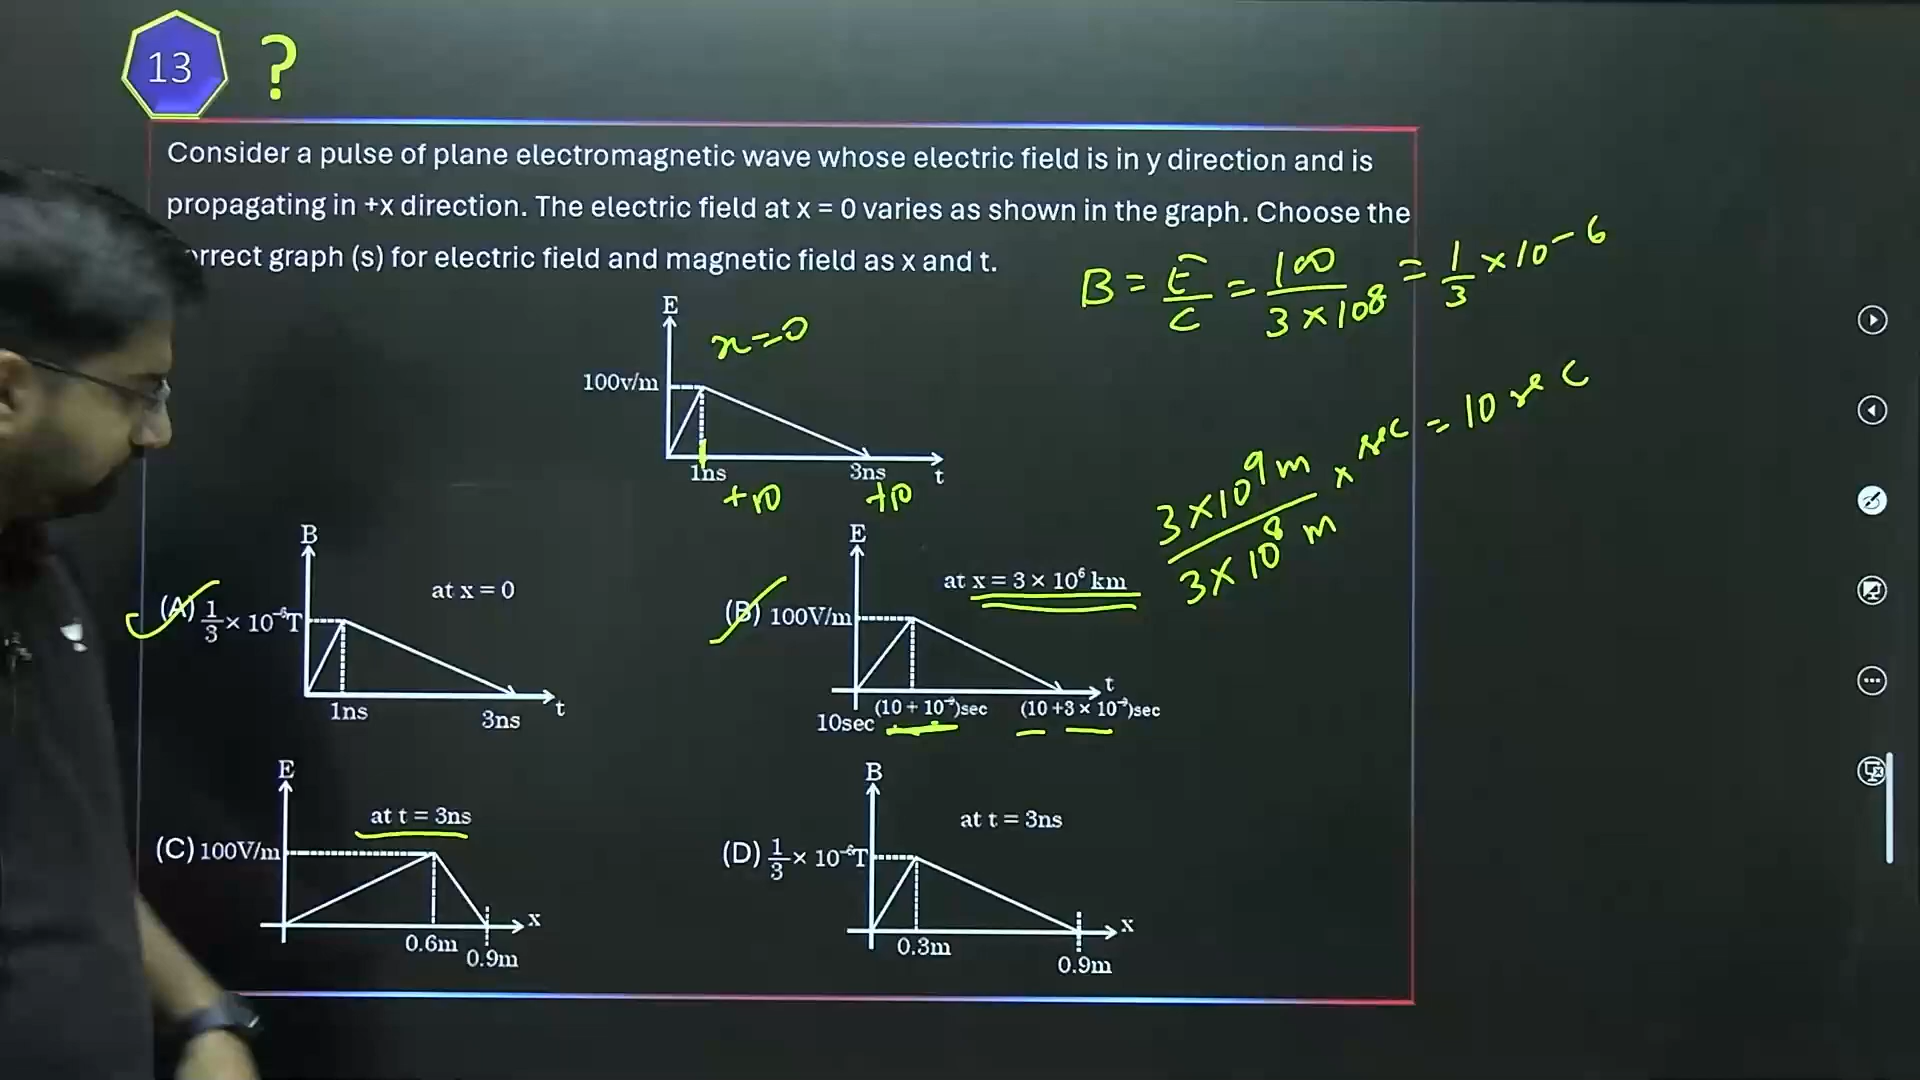 13 ?
Consider a pulse of plane electromagnetic wave whose electric field is in y direction and is
propagating in +x direction. The electric field at x = 0 varies as shown in the graph. Choose the
rrect graph (s) for electric field and magnetic field as x and t.
B = E/C = 100/(3 × 10⁸) = 1/3 × 10⁻⁶
E
x=0
100v/m
1ns
3ns
t
+10
+10
(3 × 10⁹ m)/(3 × 10⁸ m) × sec = 10 sec
B
at x = 0
(A) 1/3 × 10⁻⁶T
1ns
3ns
t
E
at x = 3 × 10⁶ km
(B) 100V/m
t
10sec
(10 + 10⁻⁹)sec
(10 +3 × 10⁻⁹)sec
E
at t = 3ns
(C) 100V/m
x
0.6m
0.9m
B
at t = 3ns
(D) 1/3 × 10⁻⁶T
x
0.3m
0.9m